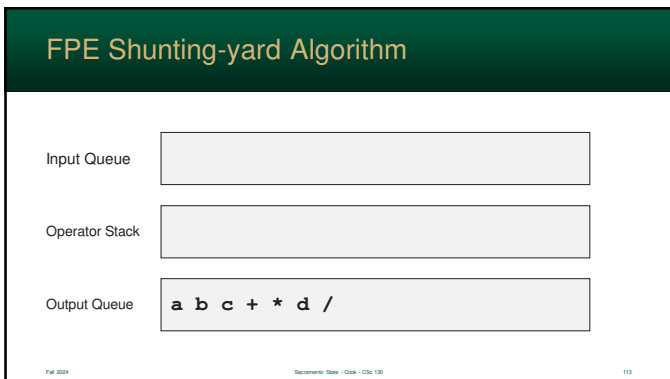 FPE Shunting-yard Algorithm
Input Queue
Operator Stack
Output Queue a b c + * d /
Fall 2024 Sacramento State - Cook - CSc 130 113